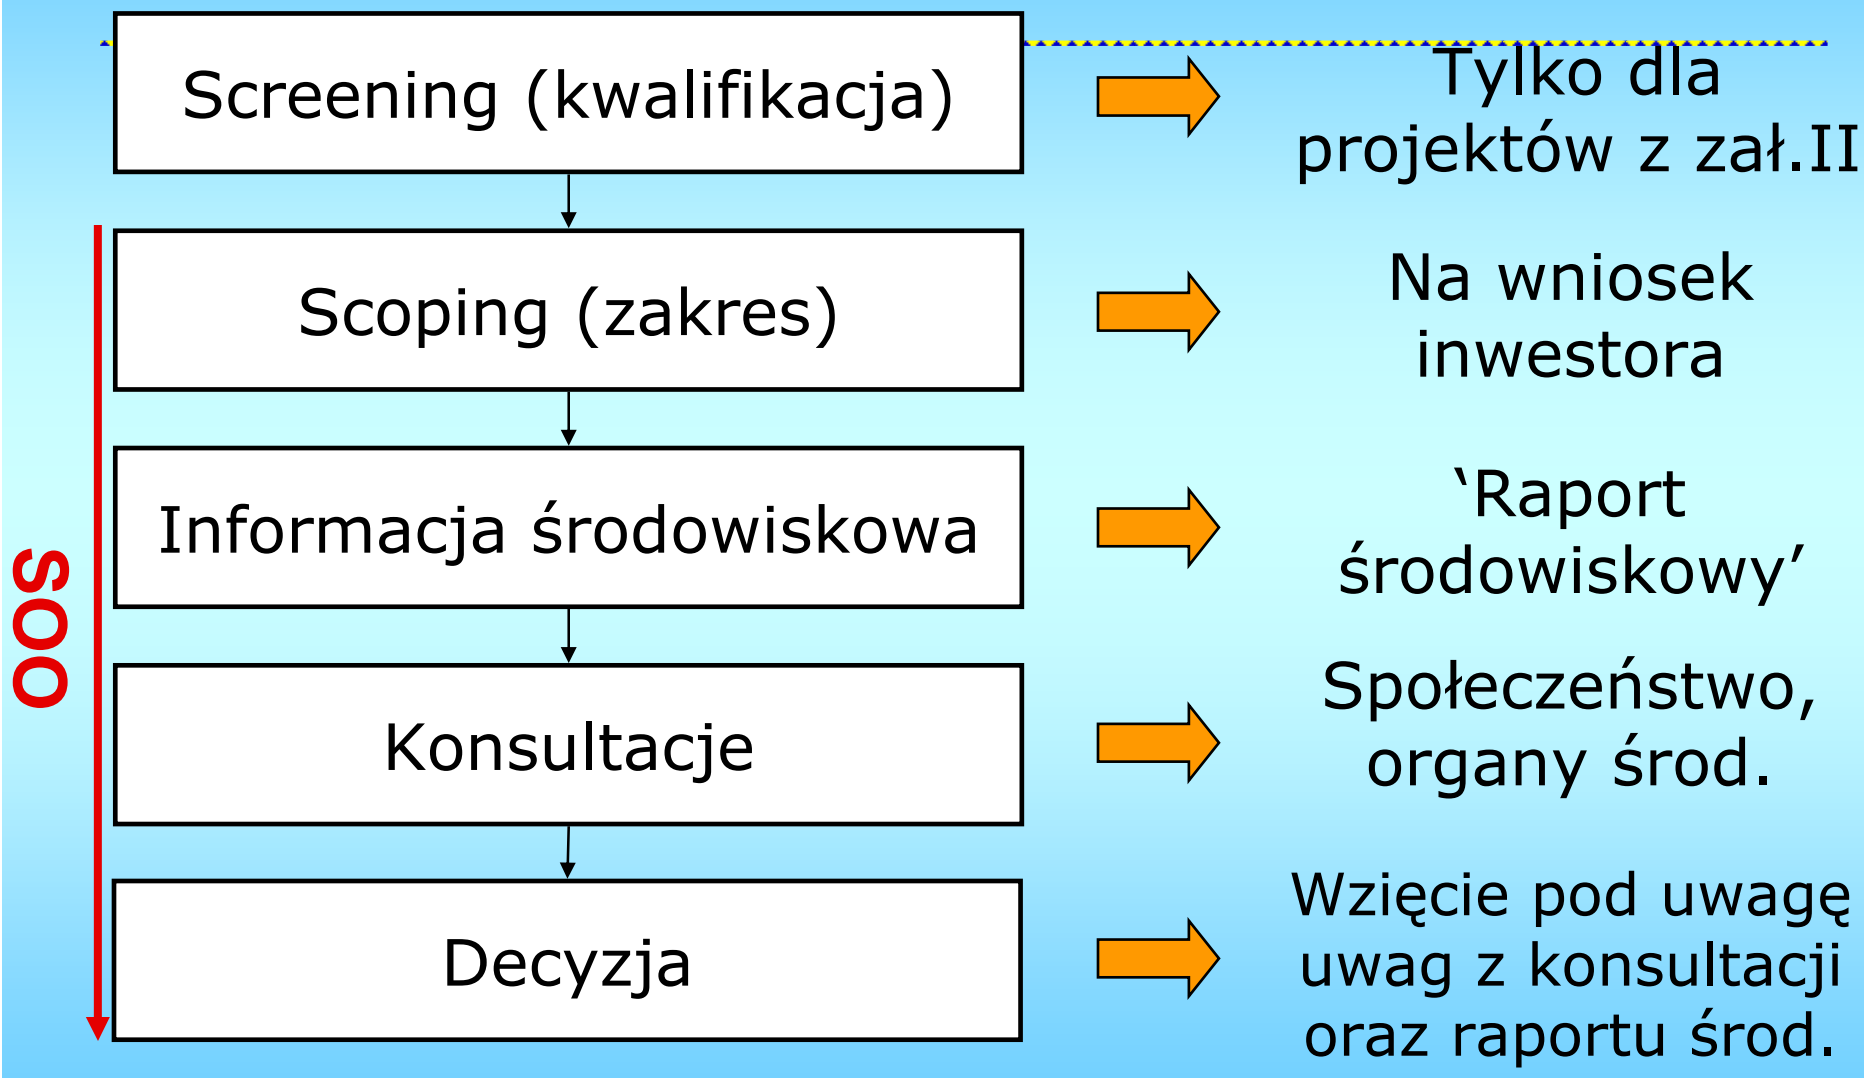 Screening (kwalifikacja)
Tylko dla
projektów z zał.II
Scoping (zakres)
Na wniosek
inwestora
Informacja środowiskowa
‘Raport
środowiskowy’
Konsultacje
Społeczeństwo,
organy środ.
Decyzja
Wzięcie pod uwagę
uwag z konsultacji
oraz raportu środ.
OOS